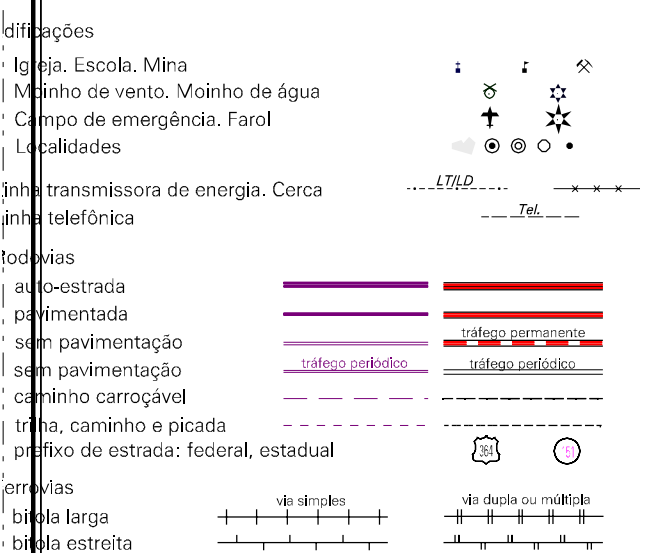 dificações
Igreja. Escola. Mina
Moinho de vento. Moinho de água
Campo de emergência. Farol
Localidades
inha transmissora de energia. Cerca
LT/LD
inha telefônica
Tel.
odovias
auto-estrada
pavimentada
sem pavimentação
tráfego permanente
sem pavimentação
tráfego periódico
tráfego periódico
caminho carroçável
trilha, caminho e picada
prefixo de estrada: federal, estadual
364
151
errovias
via simples
via dupla ou múltipla
bitola larga
bitola estreita